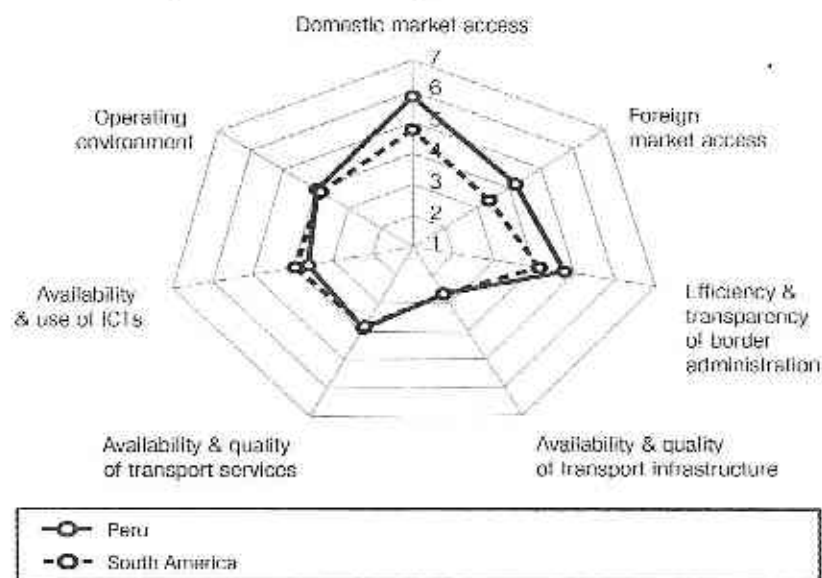 Domestic market access
7
6
5
4
3
2
1
Foreign
market access
Efficiency &
transparency
of border
administration
Availability & quality
of transport infrastructure
Availability & quality
of transport services
Availability
& use of ICTs
Operating
environment
Peru
South America